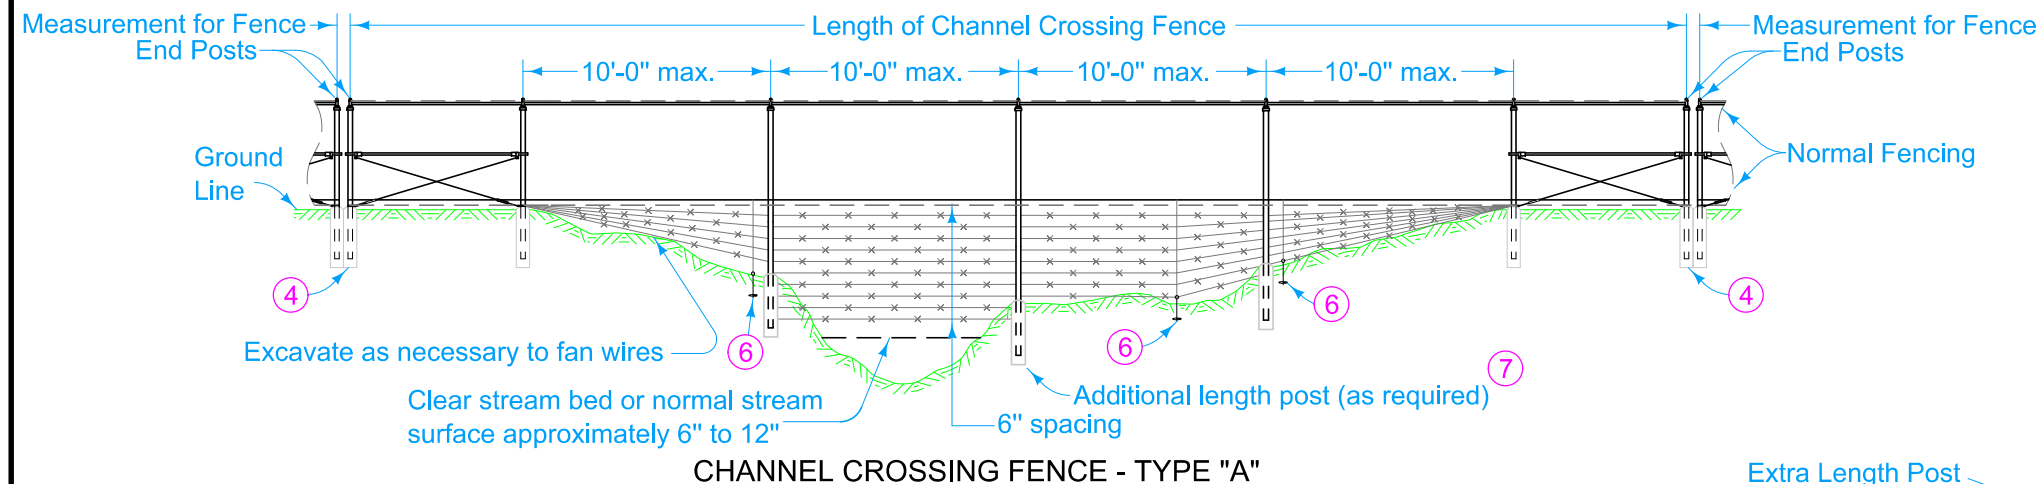 Measurement for Fence
Length of Channel Crossing Fence
Measurement for Fence
End Posts
End Posts
10'-0" max.
10'-0" max.
10'-0" max.
10'-0" max.
Ground
Line
Normal Fencing
4
6
6
6
4
7
Excavate as necessary to fan wires
Clear stream bed or normal stream
surface approximately 6" to 12"
Additional length post (as required)
6" spacing
CHANNEL CROSSING FENCE - TYPE "A"
Extra Length Post